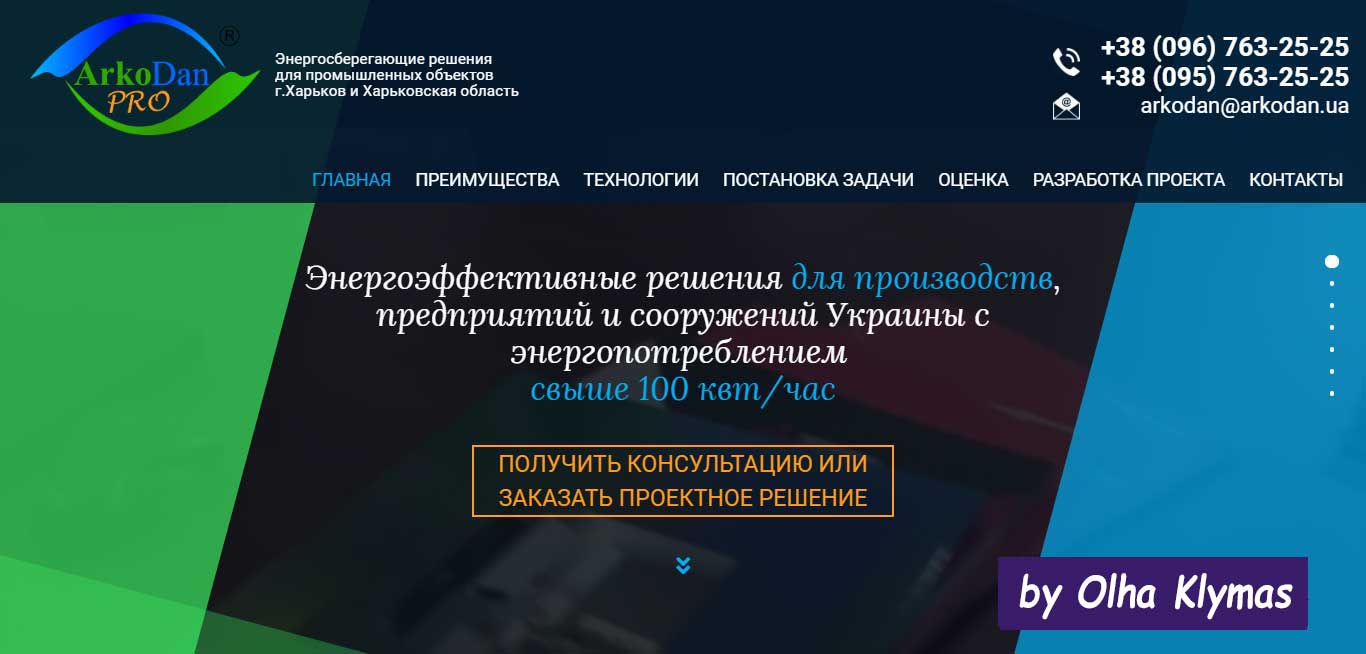 ArkoDan
PRO
®
Энергосберегающие решения
для промышленных объектов
г.Харьков и Харьковская область
+38 (096) 763-25-25
+38 (095) 763-25-25
arkodan@arkodan.ua
ГЛАВНАЯ ПРЕИМУЩЕСТВА ТЕХНОЛОГИИ ПОСТАНОВКА ЗАДАЧИ ОЦЕНКА РАЗРАБОТКА ПРОЕКТА КОНТАКТЫ
Энергоэффективные решения для производств,
предприятий и сооружений Украины с
энергопотреблением
свыше 100 квт/час
ПОЛУЧИТЬ КОНСУЛЬТАЦИЮ ИЛИ
ЗАКАЗАТЬ ПРОЕКТНОЕ РЕШЕНИЕ
by Olha Klymas